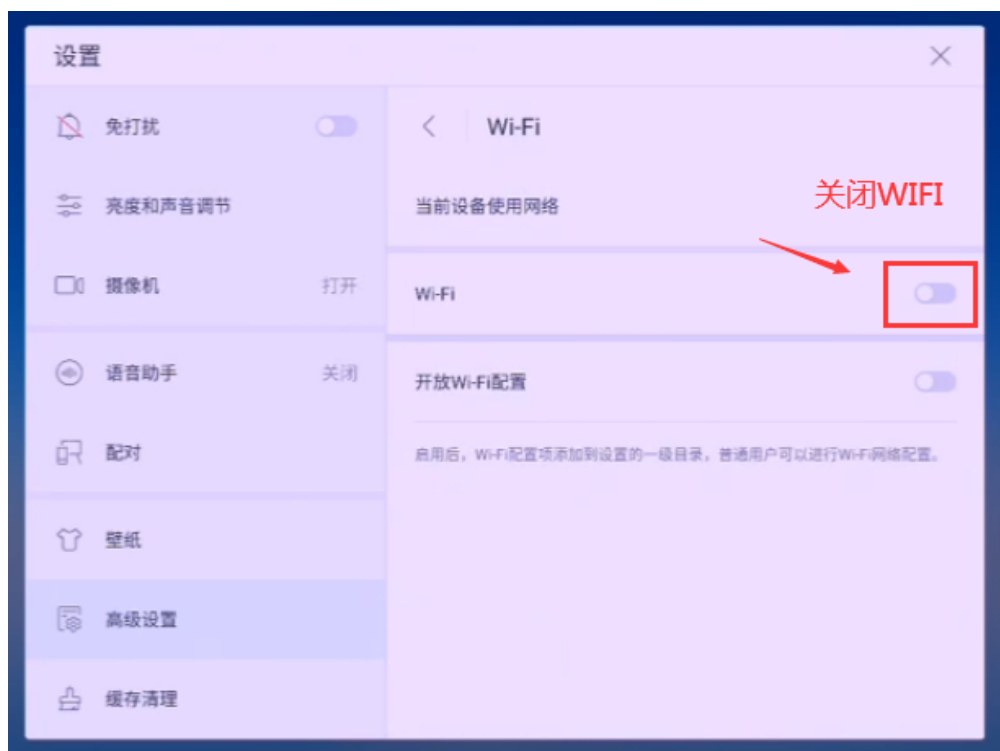 设置
免打扰
Wi-Fi
关闭WIFI
亮度和声音调节
当前设备使用网络
摄像机 打开
Wi-Fi
语音助手 关闭
开放Wi-Fi配置
配对
启用后，Wi-Fi配置项添加到设置的一级目录，普通用户可以进行Wi-Fi网络配置。
壁纸
高级设置
缓存清理